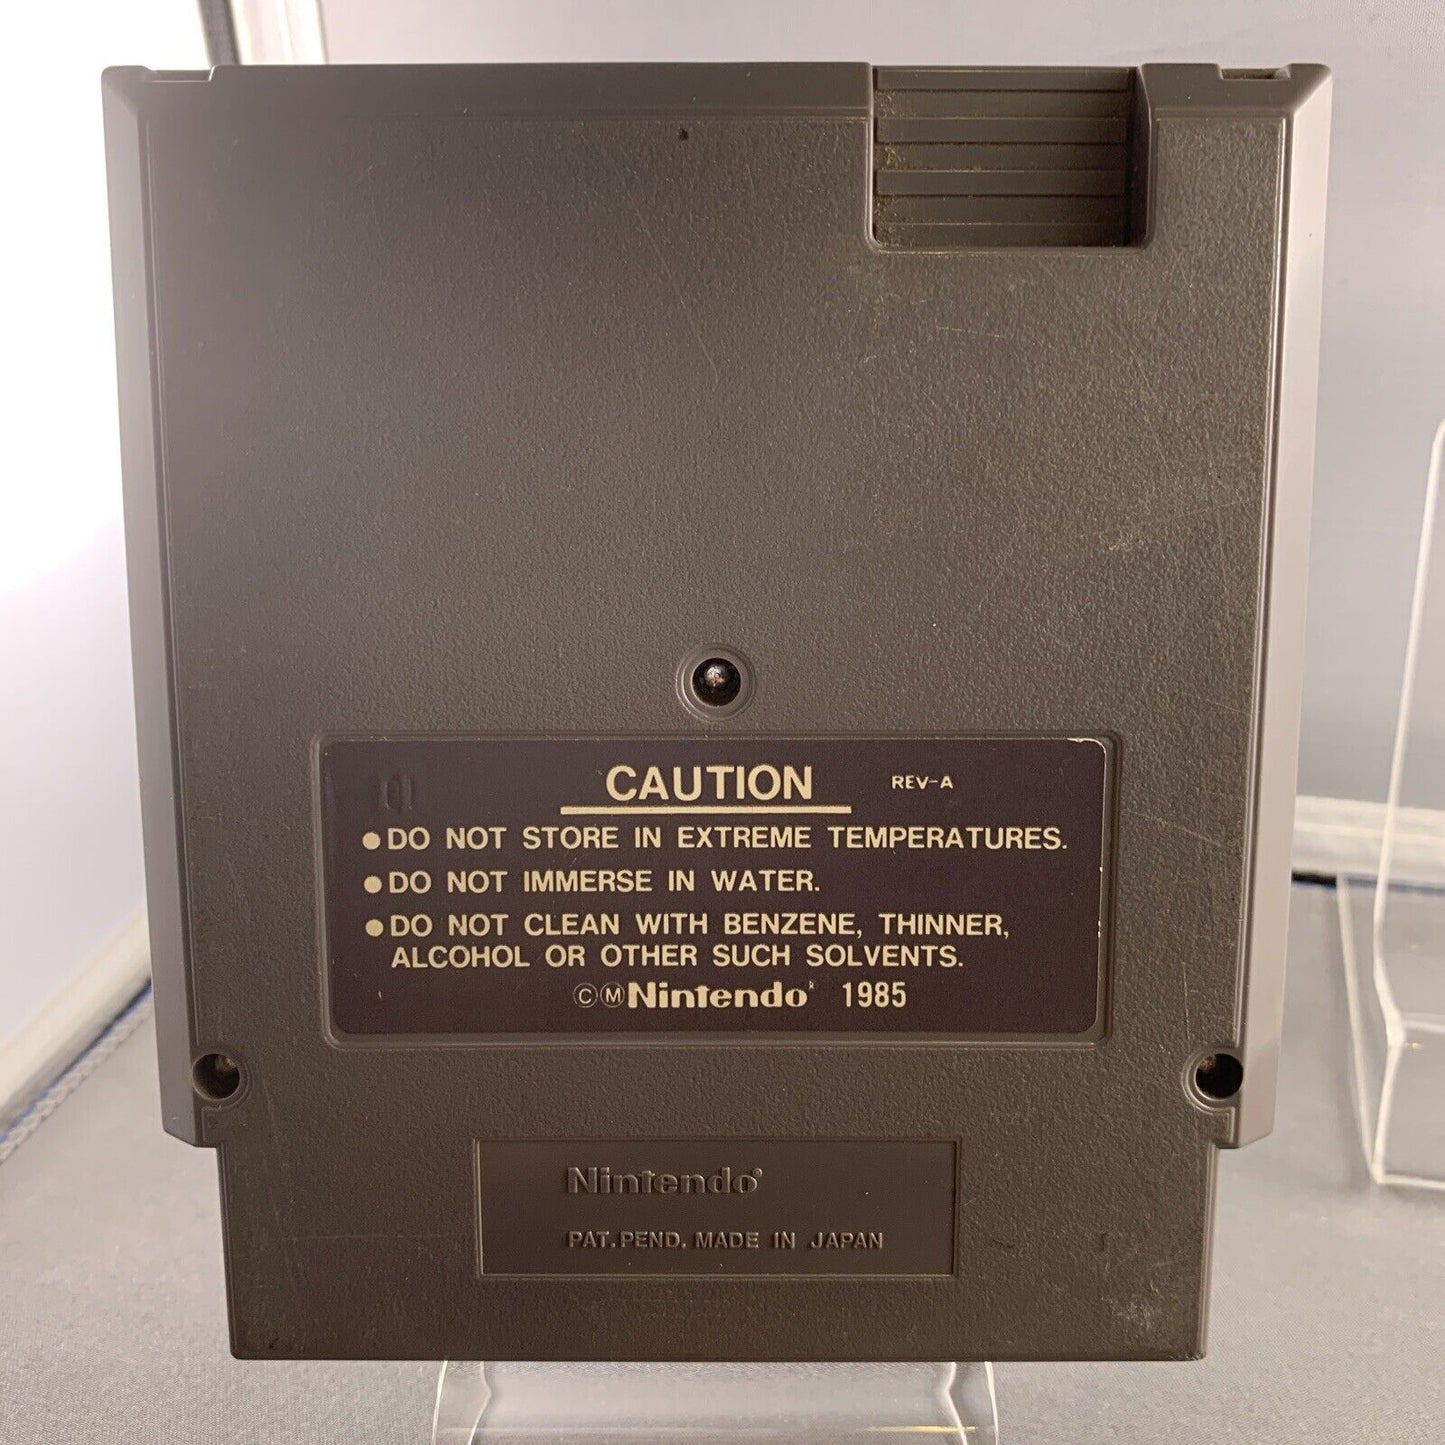 CAUTION REV-A
●DO NOT STORE IN EXTREME TEMPERATURES.
●DO NOT IMMERSE IN WATER.
●DO NOT CLEAN WITH BENZENE, THINNER,
ALCOHOL OR OTHER SUCH SOLVENTS.
©Ⓜ Nintendo 1985
Nintendo®
PAT. PEND. MADE IN JAPAN